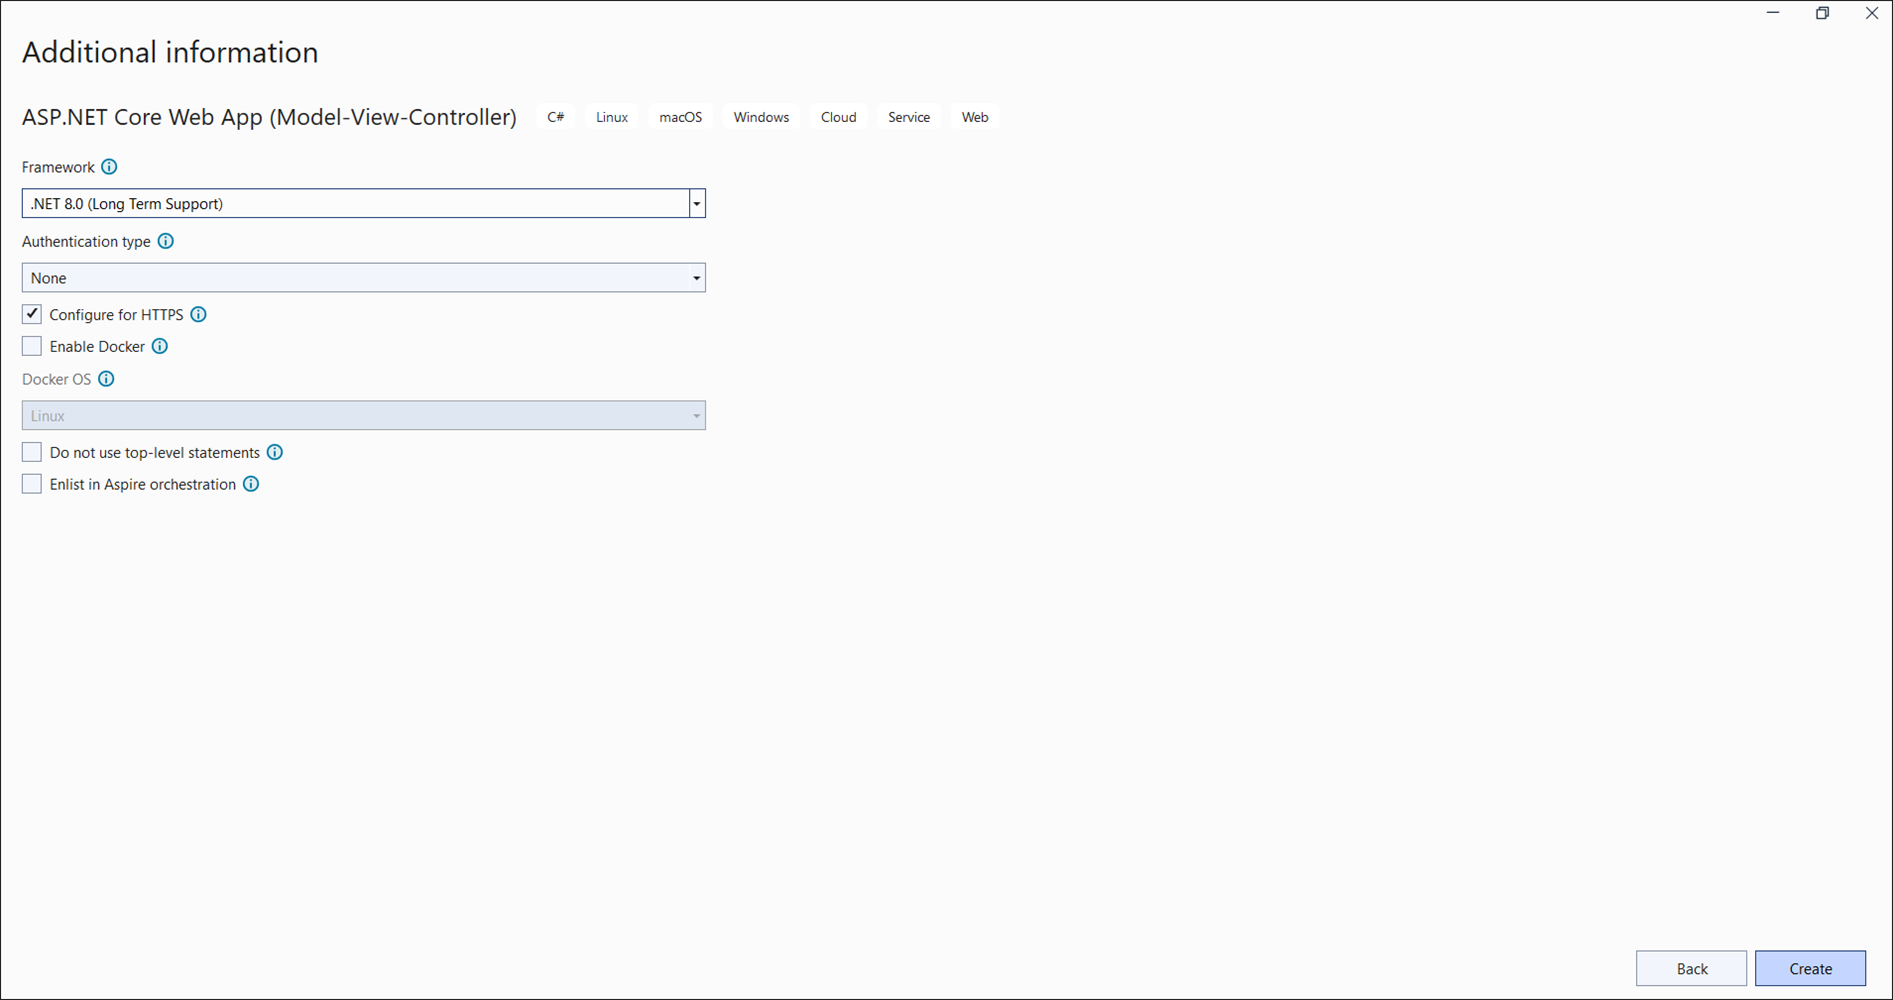 Additional information
ASP.NET Core Web App (Model-View-Controller) C# Linux macOS Windows Cloud Service Web
Framework
.NET 8.0 (Long Term Support)
Authentication type
None
Configure for HTTPS
Enable Docker
Docker OS
Linux
Do not use top-level statements
Enlist in Aspire orchestration
Back Create